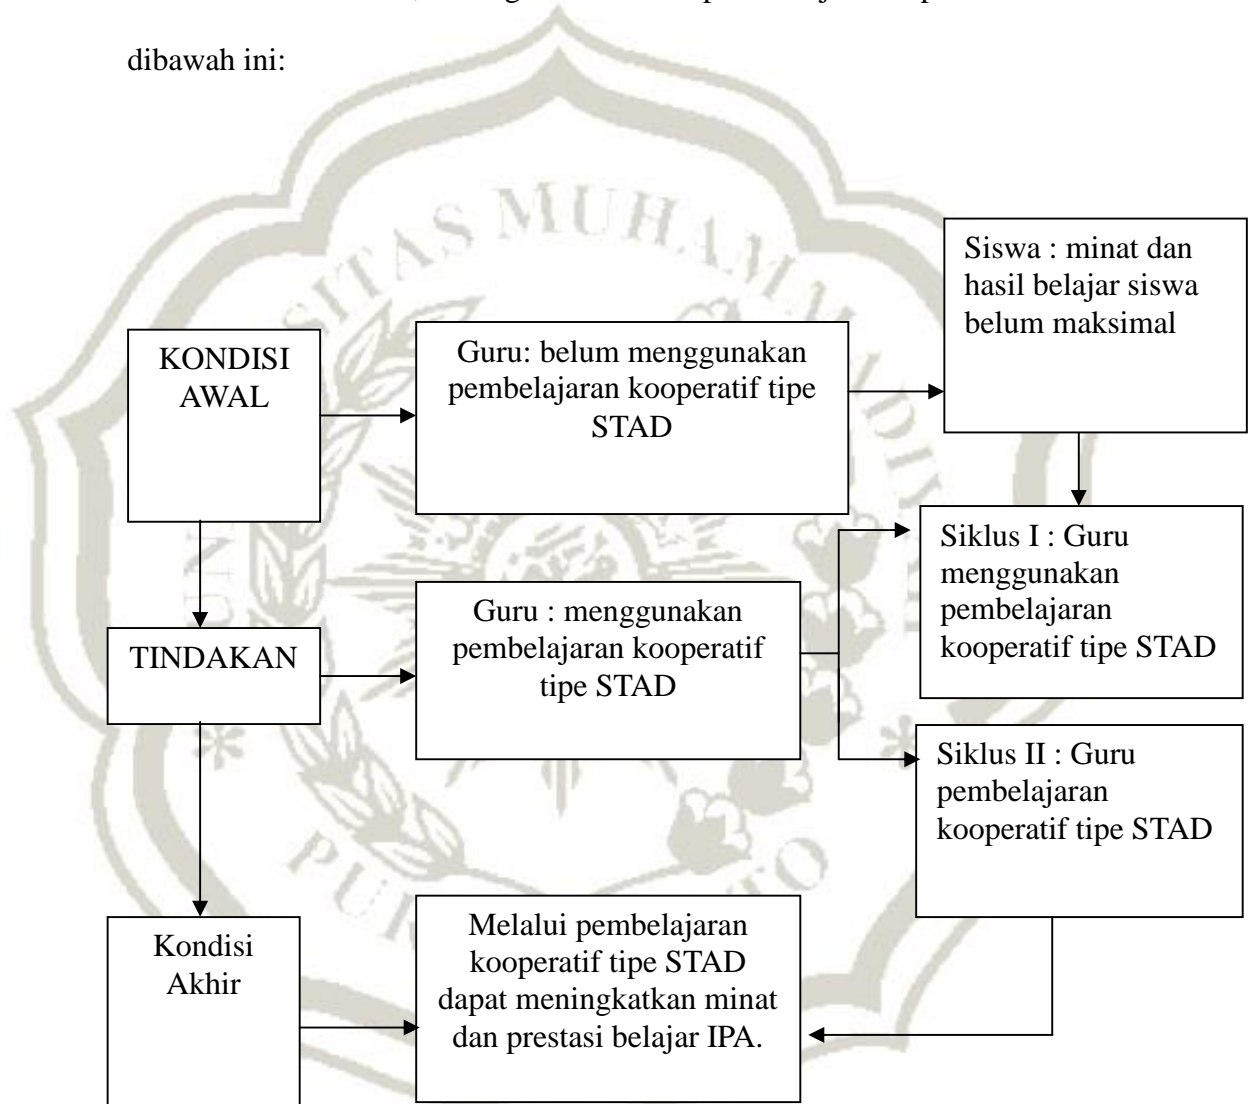 dibawah ini:
Siswa : minat dan
hasil belajar siswa
belum maksimal
KONDISI
AWAL
Guru: belum menggunakan
pembelajaran kooperatif tipe
STAD
Siklus I : Guru
menggunakan
pembelajaran
kooperatif tipe STAD
TINDAKAN
Guru : menggunakan
pembelajaran kooperatif
tipe STAD
Siklus II : Guru
pembelajaran
kooperatif tipe STAD
Kondisi
Akhir
Melalui pembelajaran
kooperatif tipe STAD
dapat meningkatkan minat
dan prestasi belajar IPA.
SITAS MUHAMMADIY